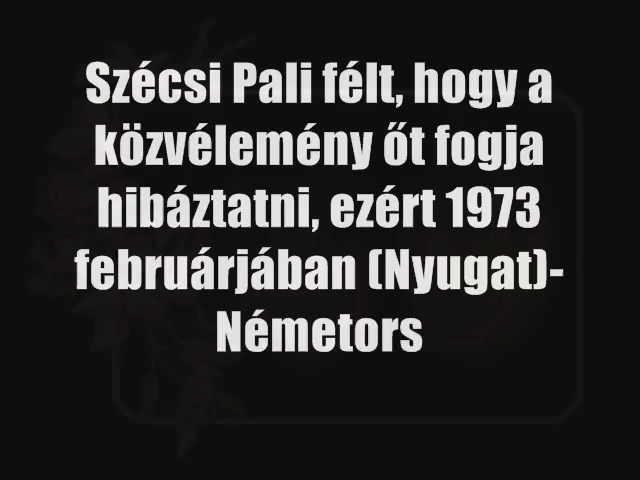 Szécsi Pali félt, hogy a
közvélemény őt fogja
hibáztatni, ezért 1973
februárjában (Nyugat)-
Németors